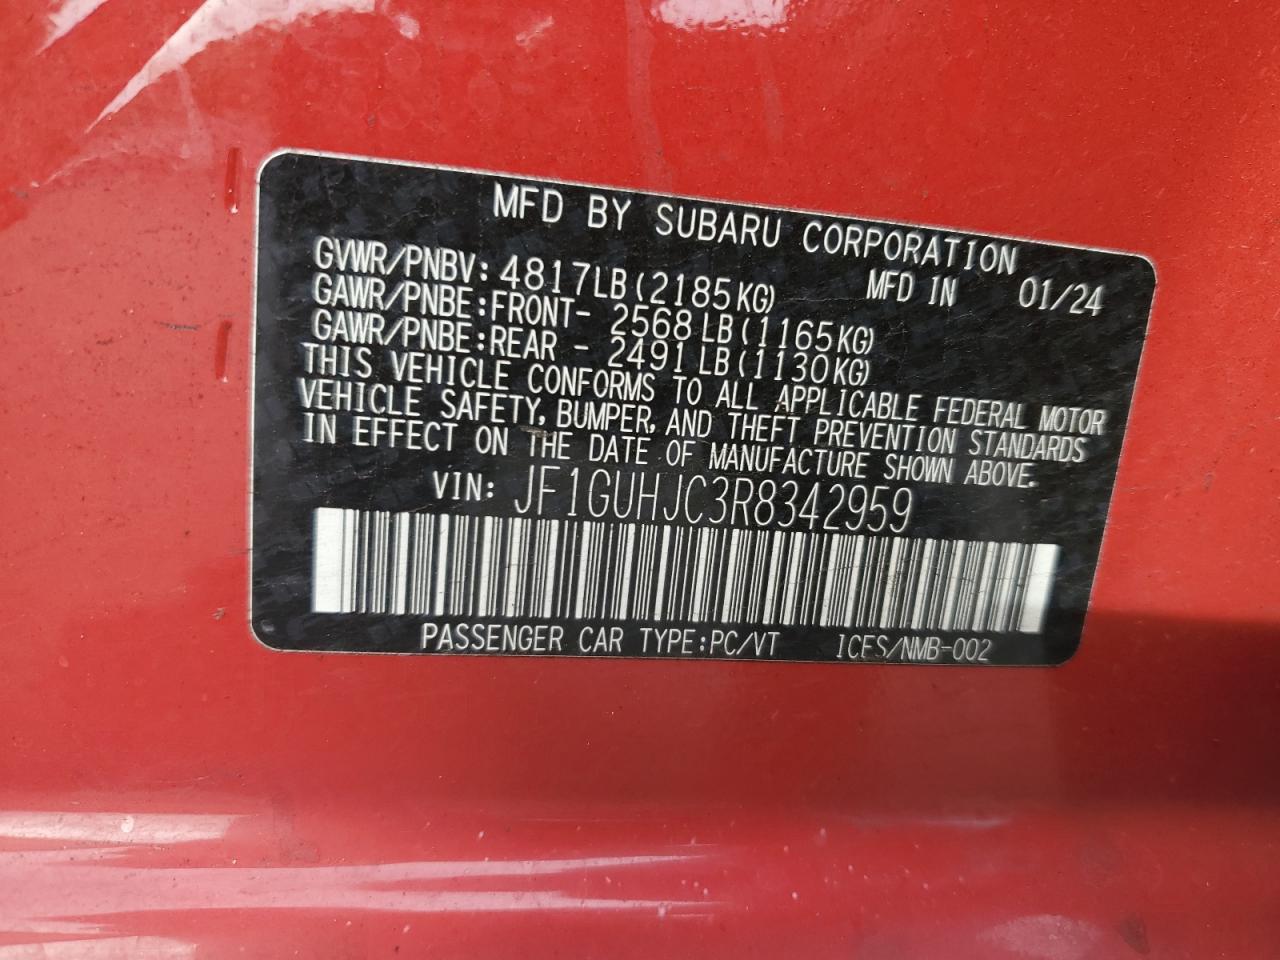 MFD BY SUBARU CORPORATION
GVWR/PNBV: 4817LB(2185KG) MFD IN 01/24
GAWR/PNBE:FRONT- 2568LB(1165KG)
GAWR/PNBE:REAR - 2491LB(1130KG)
THIS VEHICLE CONFORMS TO ALL APPLICABLE FEDERAL MOTOR
VEHICLE SAFETY, BUMPER, AND THEFT PREVENTION STANDARDS
IN EFFECT ON THE DATE OF MANUFACTURE SHOWN ABOVE.
VIN: JF1GUHJC3R8342959
PASSENGER CAR TYPE:PC/VT ICES/NMB-002